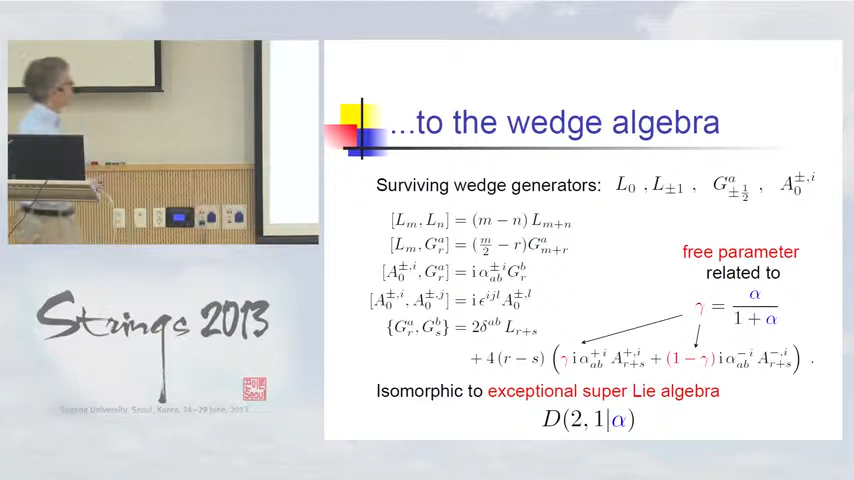 ...to the wedge algebra
Surviving wedge generators: L_0 , L_{±1} , G^a_{±1/2} , A_0^{±,i}
[L_m, L_n] = (m − n) L_{m+n}
[L_m, G^a_r] = (m/2 − r) G^a_{m+r}
[A_0^{±,i}, G^a_r] = i α^{±i}_{ab} G^b_r
[A_0^{±,i}, A_0^{±,j}] = i ε^{ijl} A_0^{±,l}
{G^a_r, G^b_s} = 2δ^{ab} L_{r+s}
+ 4 (r − s) (γ i α^{+i}_{ab} A^{+,i}_{r+s} + (1 − γ) i α^{−i}_{ab} A^{−,i}_{r+s}) .
free parameter
related to
γ = α / (1 + α)
Isomorphic to exceptional super Lie algebra
D(2, 1|α)
Strings 2013
Sogang University, Seoul, Korea. 24-29 June, 2013